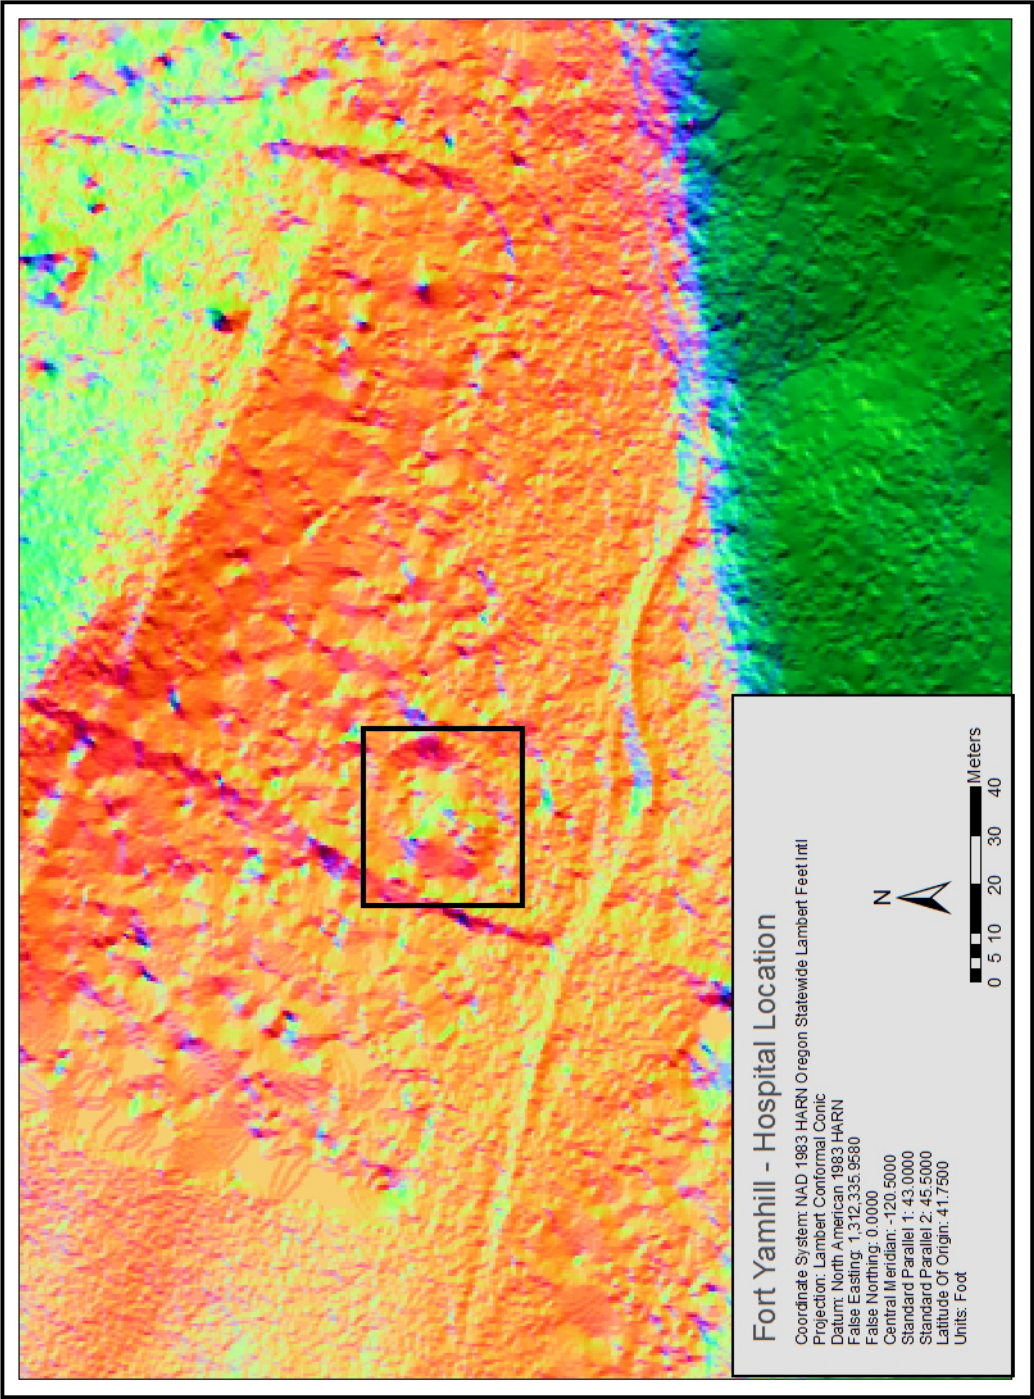 Fort Yamhill - Hospital Location
Coordinate System: NAD 1983 HARN Oregon Statewide Lambert Feet Intl
Projection: Lambert Conformal Conic
Datum: North American 1983 HARN
False Easting: 1,312,335.9580
False Northing: 0.0000
Central Meridian: -120.5000
Standard Parallel 1: 43.0000
Standard Parallel 2: 45.5000
Latitude Of Origin: 41.7500
Units: Foot
N
Meters
0 5 10 20 30 40